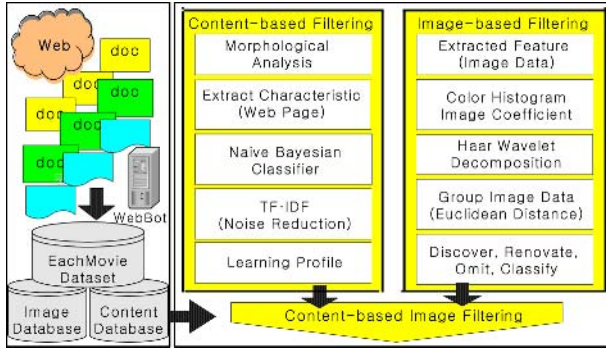 Web
doc
doc
doc
doc
doc
doc
WebBot
EachMovie
Dataset
Image
Database
Content
Database
Content-based Filtering
Morphological
Analysis
Extract Characteristic
(Web Page)
Naive Bayesian
Classifier
TF·IDF
(Noise Reduction)
Learning Profile
Image-based Filtering
Extracted Feature
(Image Data)
Color Histogram
Image Coefficient
Haar Wavelet
Decomposition
Group Image Data
(Euclidean Distance)
Discover, Renovate,
Omit, Classify
Content-based Image Filtering